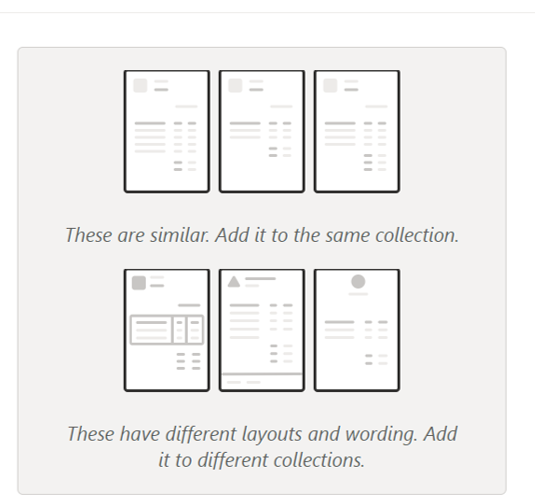 These are similar. Add it to the same collection.
These have different layouts and wording. Add
it to different collections.